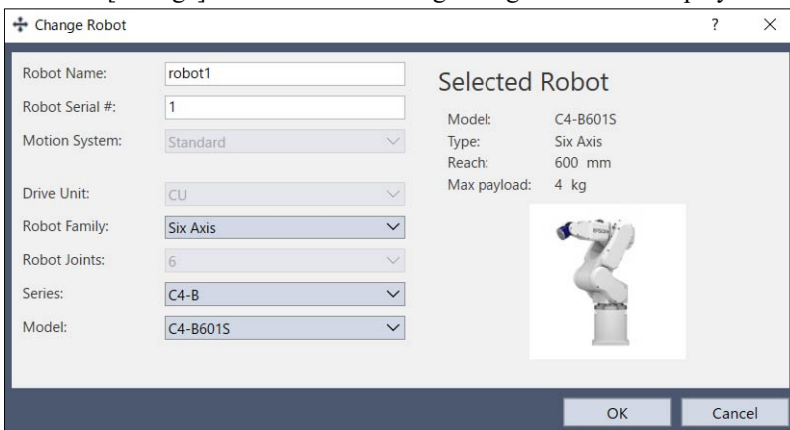 Change Robot
?
Robot Name:
robot1
Robot Serial #:
1
Motion System:
Standard
Drive Unit:
CU
Robot Family:
Six Axis
Robot Joints:
6
Series:
C4-B
Model:
C4-B601S
Selected Robot
Model: C4-B601S
Type: Six Axis
Reach: 600 mm
Max payload: 4 kg
EPSON
OK
Cancel